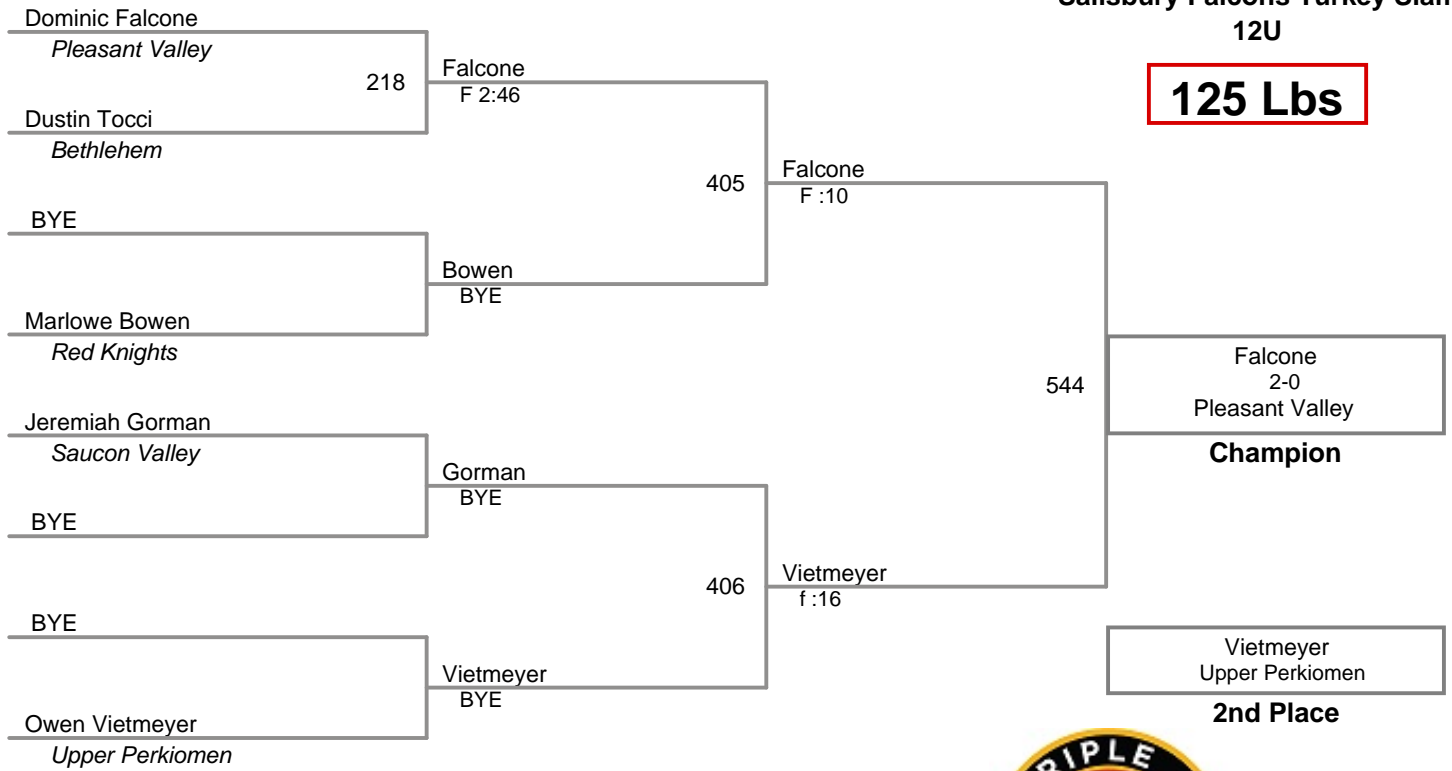 Salisbury Falcons Turkey
12U
125 Lbs
Dominic Falcone
Pleasant Valley
218
Falcone
F 2:46
Dustin Tocci
Bethlehem
405
Falcone
F :10
BYE
Bowen
BYE
Marlowe Bowen
Red Knights
544
Falcone
2-0
Pleasant Valley
Champion
Jeremiah Gorman
Saucon Valley
Gorman
BYE
BYE
406
Vietmeyer
f :16
BYE
Vietmeyer
BYE
Owen Vietmeyer
Upper Perkiomen
Vietmeyer
Upper Perkiomen
2nd Place
RIPLE